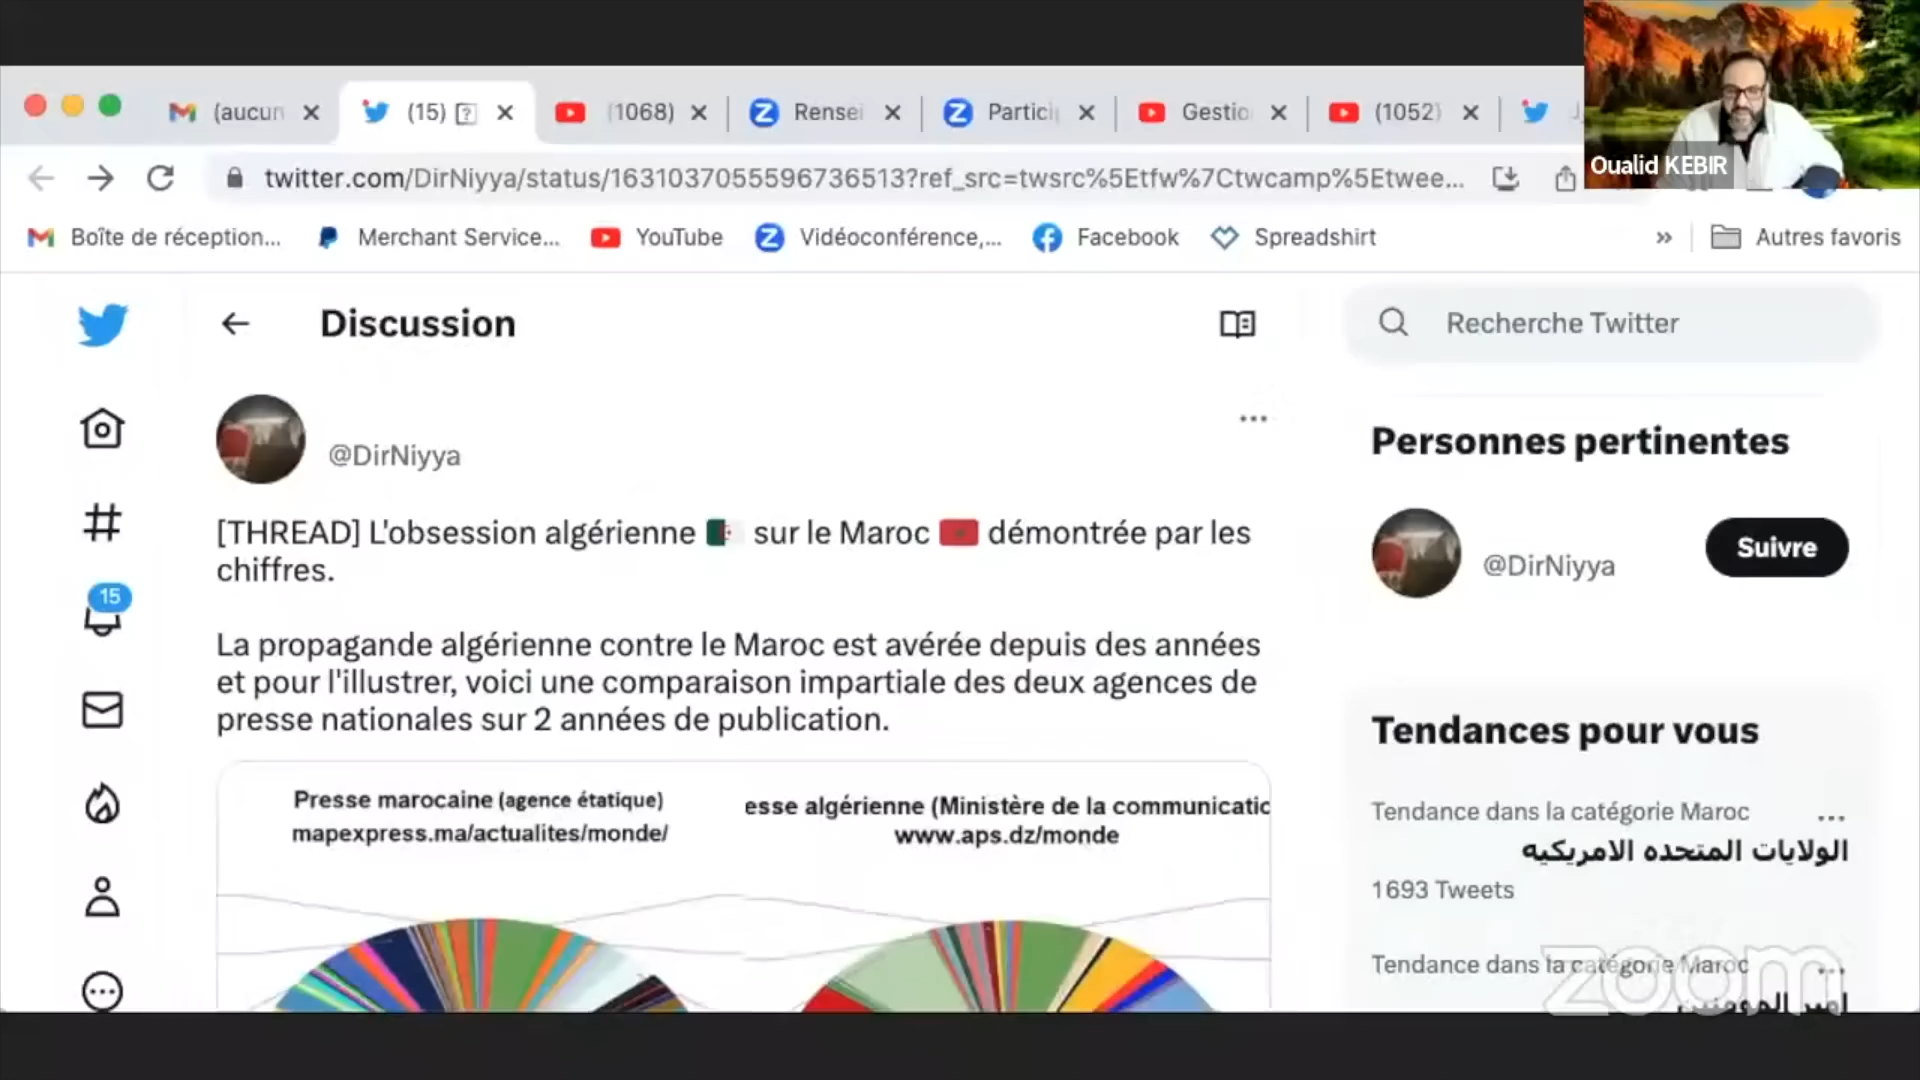 (aucun
(15)
(1068)
Rensei
Partici
Gestio
(1052)
Oualid KEBIR
twitter.com/DirNiyya/status/1631037055596736513?ref_src=twsrc%5Etfw%7Ctwcamp%5Etwee...
Boîte de réception...
Merchant Service...
YouTube
Vidéoconférence,...
Facebook
Spreadshirt
Autres favoris
Discussion
Recherche Twitter
@DirNiyya
[THREAD] L'obsession algérienne 🇩🇿 sur le Maroc 🇲🇦 démontrée par les
chiffres.
La propagande algérienne contre le Maroc est avérée depuis des années
et pour l'illustrer, voici une comparaison impartiale des deux agences de
presse nationales sur 2 années de publication.
Presse marocaine (agence étatique)
mapexpress.ma/actualites/monde/
esse algérienne (Ministère de la communicatio
www.aps.dz/monde
15
Personnes pertinentes
@DirNiyya
Suivre
Tendances pour vous
Tendance dans la catégorie Maroc
الولايات المتحده الامريكيه
1693 Tweets
Tendance dans la catégorie Maroc
امير المومنين
zoom